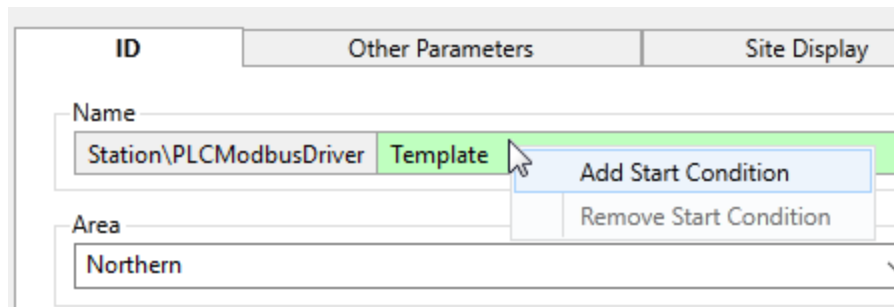 ID Other Parameters Site Display
Name
Station\PLCModbusDriver Template
Add Start Condition
Remove Start Condition
Area
Northern